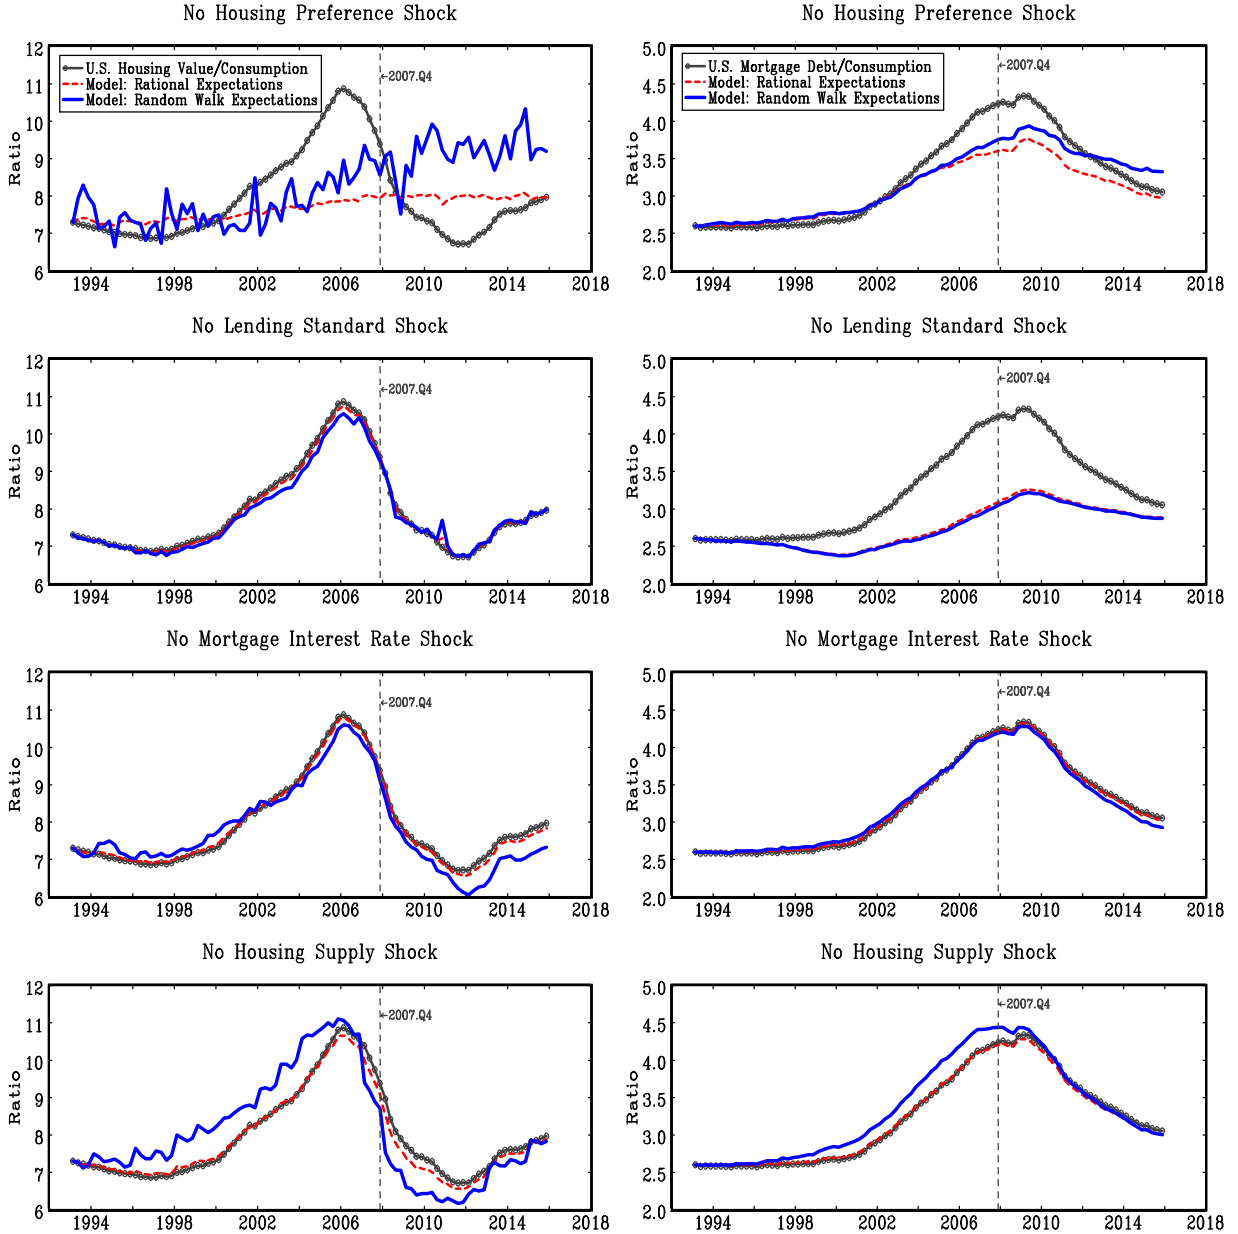 No Housing Preference Shock
12
11
10
9
8
7
6
Ratio
U.S. Housing Value/Consumption
Model: Rational Expectations
Model: Random Walk Expectations
←2007.Q4
1994 1998 2002 2006 2010 2014 2018
No Housing Preference Shock
5.0
4.5
4.0
3.5
3.0
2.5
2.0
Ratio
U.S. Mortgage Debt/Consumption
Model: Rational Expectations
Model: Random Walk Expectations
←2007.Q4
1994 1998 2002 2006 2010 2014 2018
No Lending Standard Shock
12
11
10
9
8
7
6
Ratio
←2007.Q4
1994 1998 2002 2006 2010 2014 2018
No Lending Standard Shock
5.0
4.5
4.0
3.5
3.0
2.5
2.0
Ratio
←2007.Q4
1994 1998 2002 2006 2010 2014 2018
No Mortgage Interest Rate Shock
12
11
10
9
8
7
6
Ratio
←2007.Q4
1994 1998 2002 2006 2010 2014 2018
No Mortgage Interest Rate Shock
5.0
4.5
4.0
3.5
3.0
2.5
2.0
Ratio
←2007.Q4
1994 1998 2002 2006 2010 2014 2018
No Housing Supply Shock
12
11
10
9
8
7
6
Ratio
←2007.Q4
1994 1998 2002 2006 2010 2014 2018
No Housing Supply Shock
5.0
4.5
4.0
3.5
3.0
2.5
2.0
Ratio
←2007.Q4
1994 1998 2002 2006 2010 2014 2018